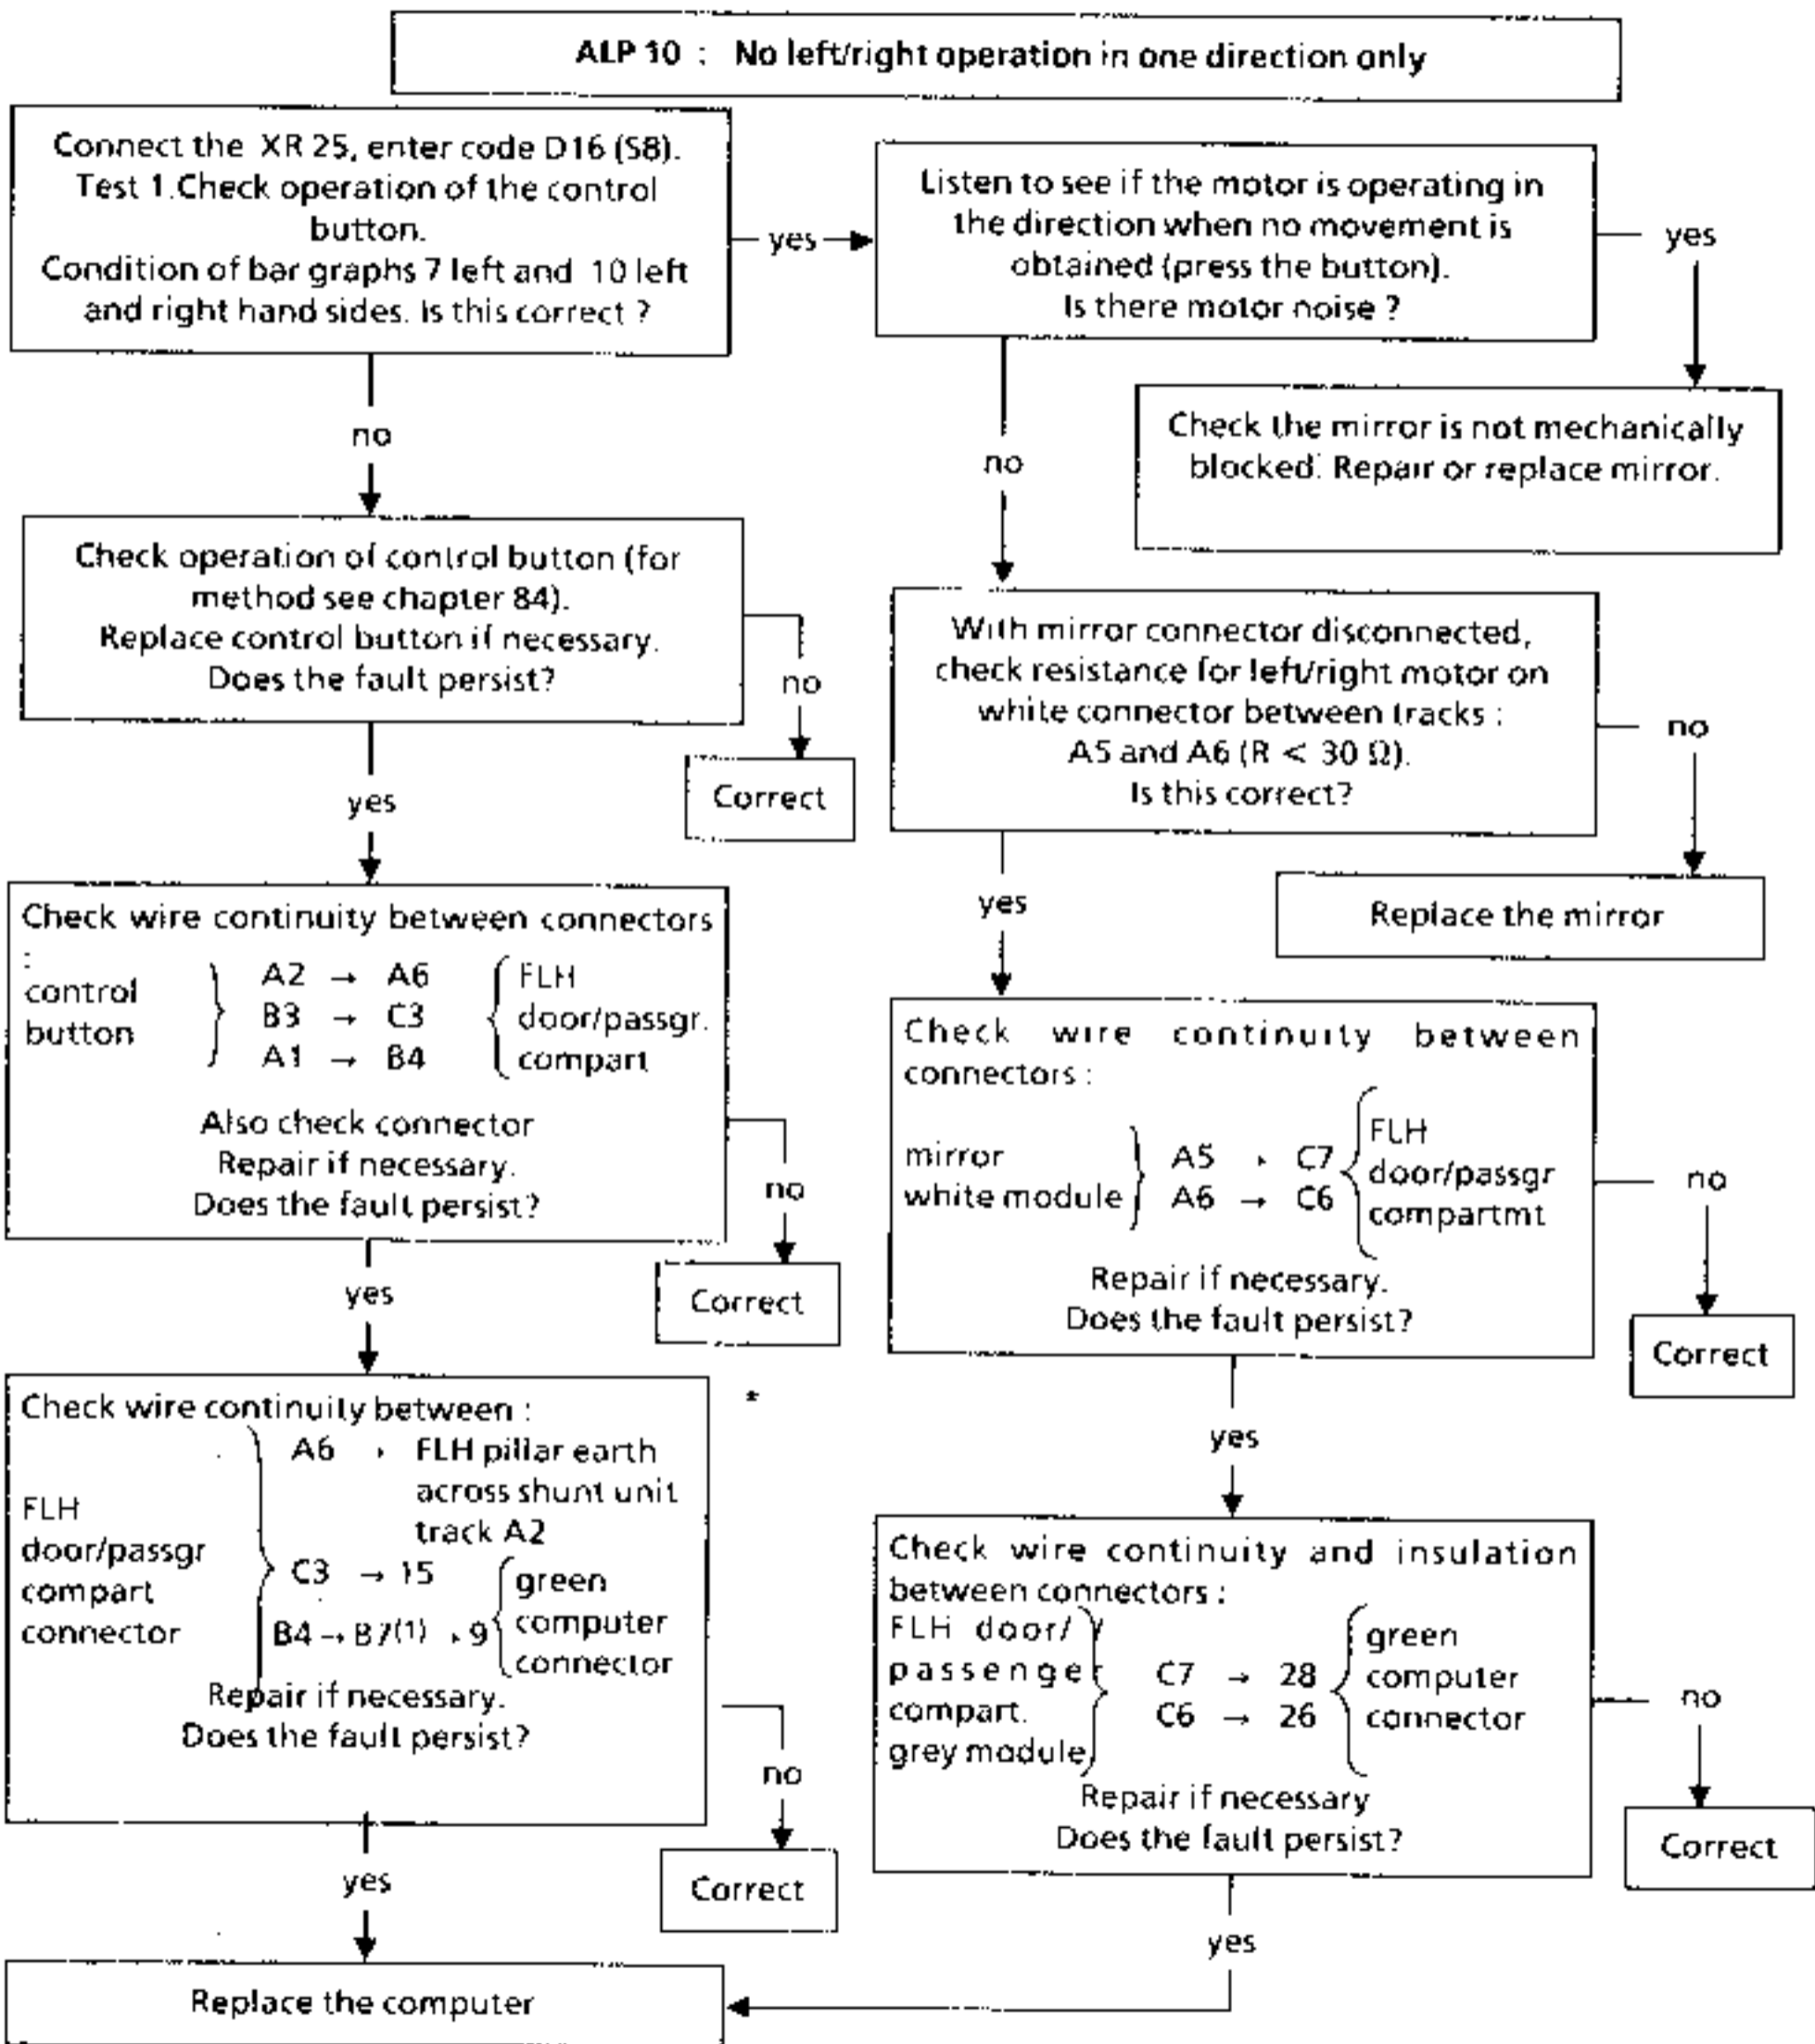 ALP 10 : No left/right operation in one direction only
Connect the XR 25, enter code D16 (S8).
Test 1.Check operation of the control
button.
Condition of bar graphs 7 left and 10 left
and right hand sides. Is this correct ?
yes
Listen to see if the motor is operating in
the direction when no movement is
obtained (press the button).
Is there motor noise ?
yes
Check the mirror is not mechanically
blocked. Repair or replace mirror.
no
no
Check operation of control button (for
method see chapter 84).
Replace control button if necessary.
Does the fault persist?
no
Correct
yes
With mirror connector disconnected,
check resistance for left/right motor on
white connector between tracks :
A5 and A6 (R < 30 Ω).
Is this correct?
no
Replace the mirror
yes
Check wire continuity between connectors
:
control
button
A2 → A6
B3 → C3
A1 → B4
FLH
door/passgr.
compart
Also check connector
Repair if necessary.
Does the fault persist?
no
Correct
yes
Check wire continuity between
connectors :
mirror
white module
A5 → C7
A6 → C6
FLH
door/passgr
compartmt
Repair if necessary.
Does the fault persist?
no
Correct
yes
Check wire continuity between :
FLH
door/passgr
compart
connector
A6 → FLH pillar earth
across shunt unit
track A2
C3 → 15
B4 → B7(1) → 9
green
computer
connector
Repair if necessary.
Does the fault persist?
no
Correct
yes
Check wire continuity and insulation
between connectors :
FLH door/
passenger
compart.
grey module
C7 → 28
C6 → 26
green
computer
connector
Repair if necessary
Does the fault persist?
no
Correct
yes
Replace the computer